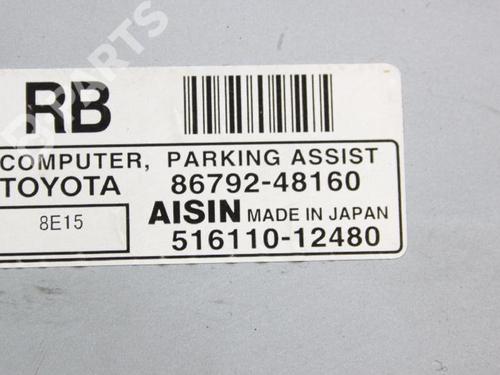 RB
COMPUTER, PARKING ASSIST
TOYOTA 86792-48160
8E15
AISIN MADE IN JAPAN
516110-12480